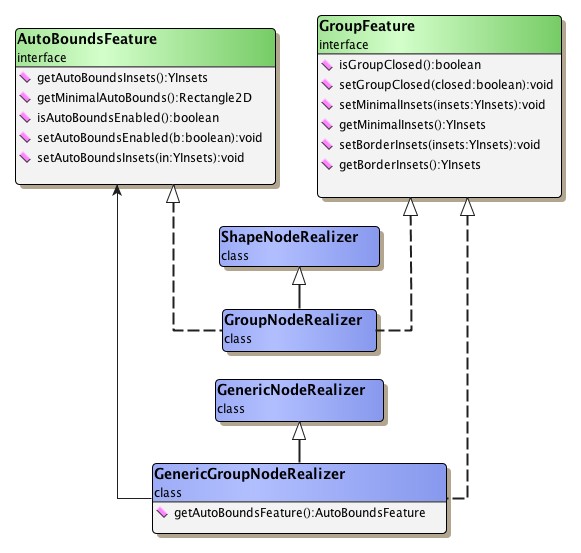 AutoBoundsFeature
interface
getAutoBoundsInsets():YInsets
getMinimalAutoBounds():Rectangle2D
isAutoBoundsEnabled():boolean
setAutoBoundsEnabled(b:boolean):void
setAutoBoundsInsets(in:YInsets):void
GroupFeature
interface
isGroupClosed():boolean
setGroupClosed(closed:boolean):void
setMinimalInsets(insets:YInsets):void
getMinimalInsets():YInsets
setBorderInsets(insets:YInsets):void
getBorderInsets():YInsets
ShapeNodeRealizer
class
GroupNodeRealizer
class
GenericNodeRealizer
class
GenericGroupNodeRealizer
class
getAutoBoundsFeature():AutoBoundsFeature